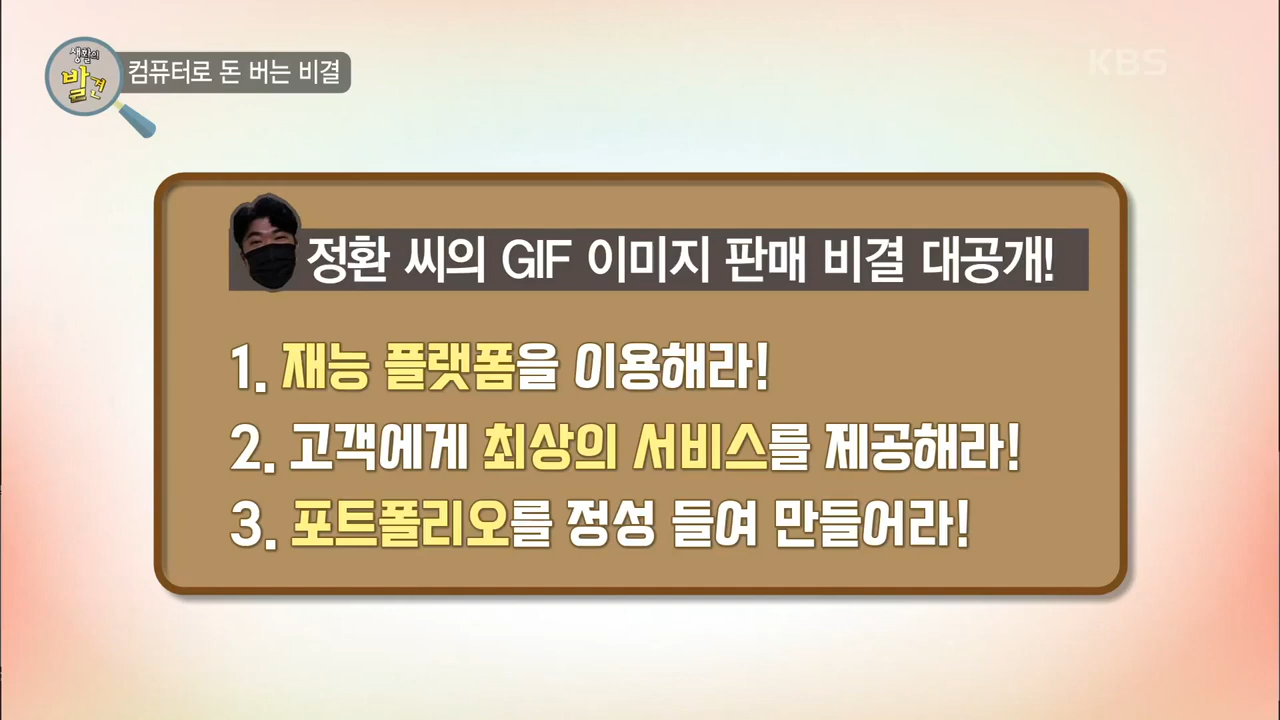 생활의
발견
컴퓨터로 돈 버는 비결
KBS
정환 씨의 GIF 이미지 판매 비결 대공개!
1. 재능 플랫폼을 이용해라!
2. 고객에게 최상의 서비스를 제공해라!
3. 포트폴리오를 정성 들여 만들어라!